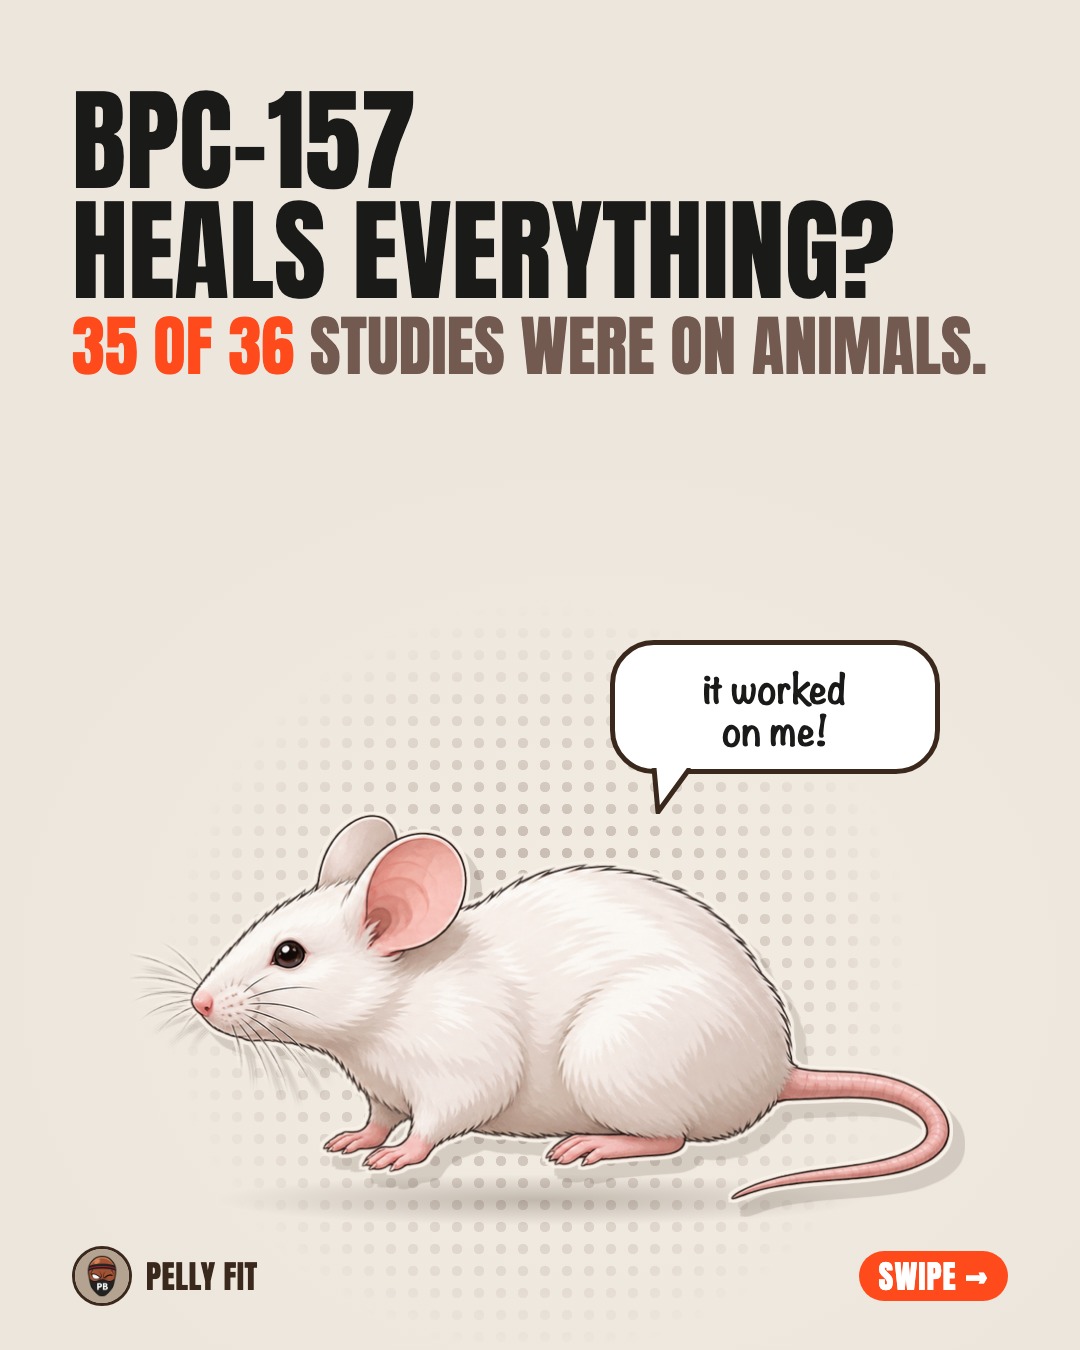 BPC-157
HEALS EVERYTHING?
35 OF 36 STUDIES WERE ON ANIMALS.
it worked
on me!
PB
PELLY FIT
SWIPE →